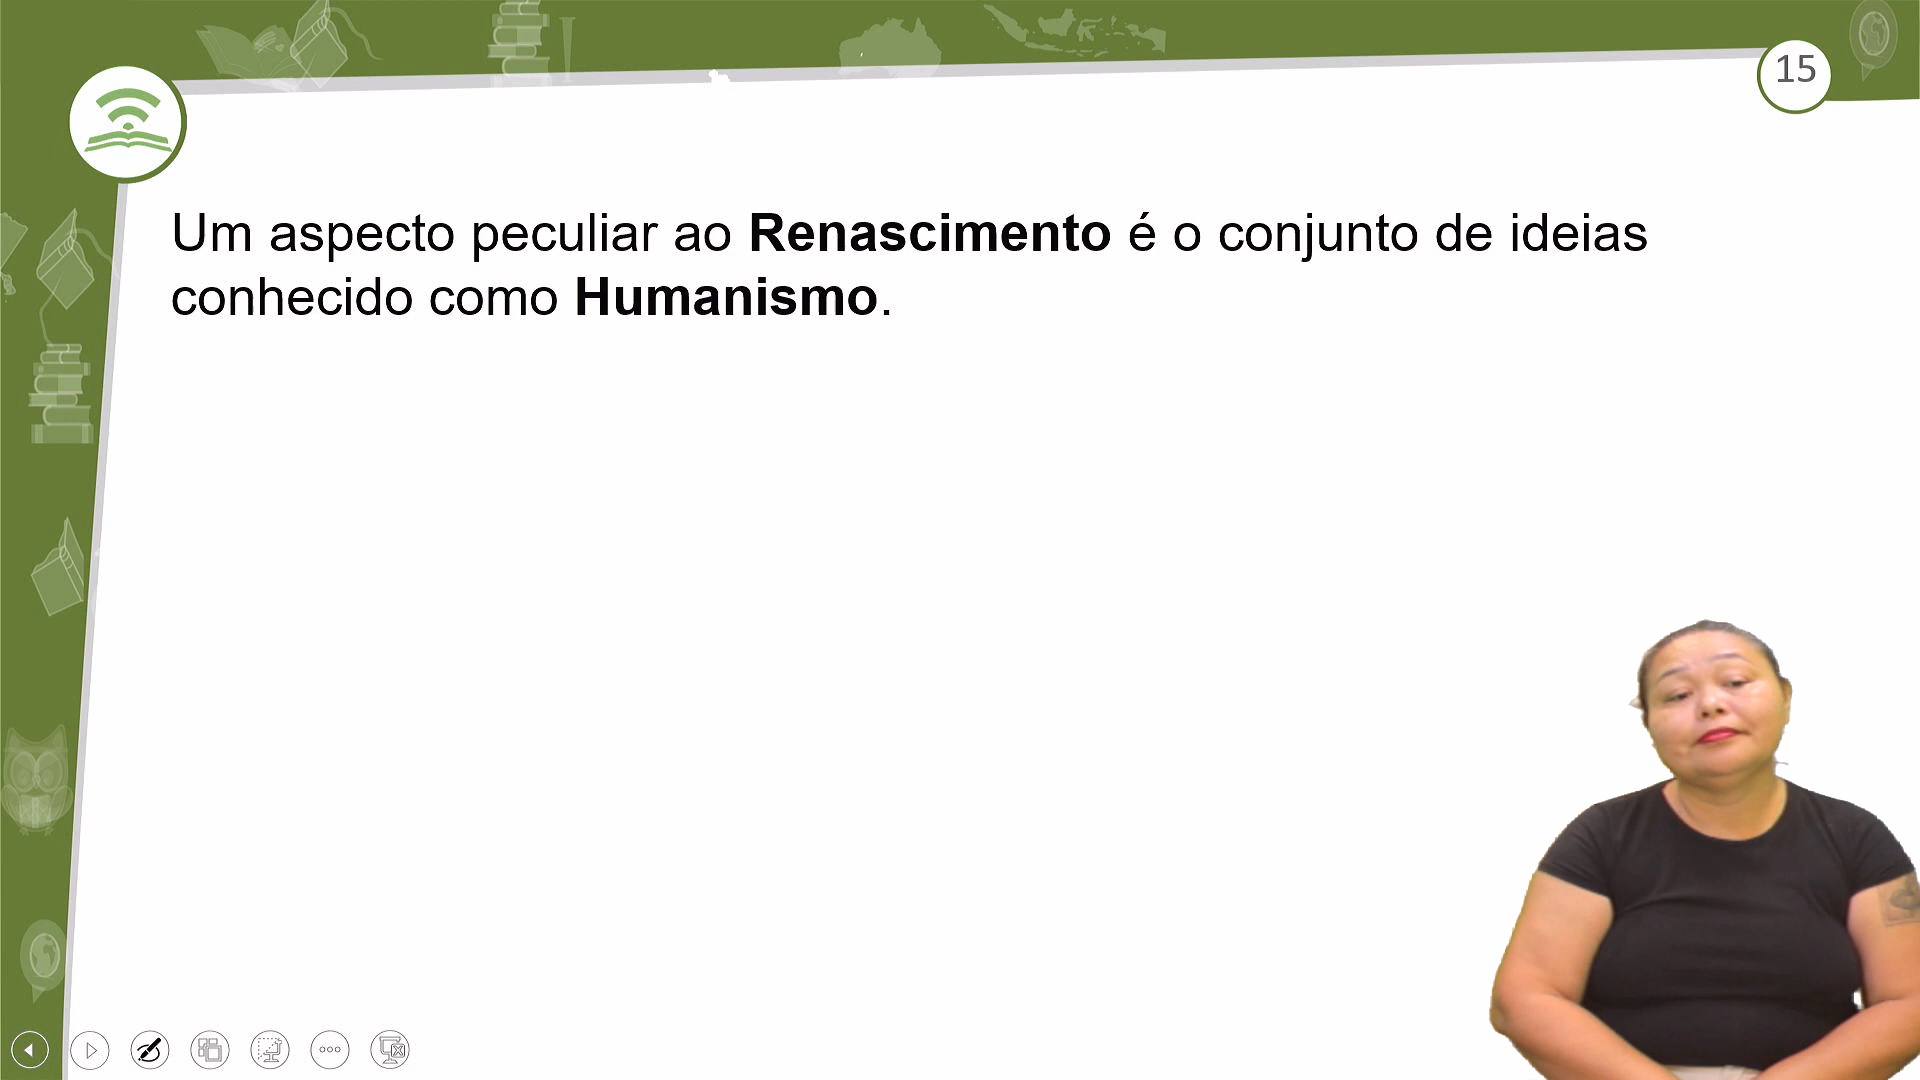 15
Um aspecto peculiar ao Renascimento é o conjunto de ideias
conhecido como Humanismo.